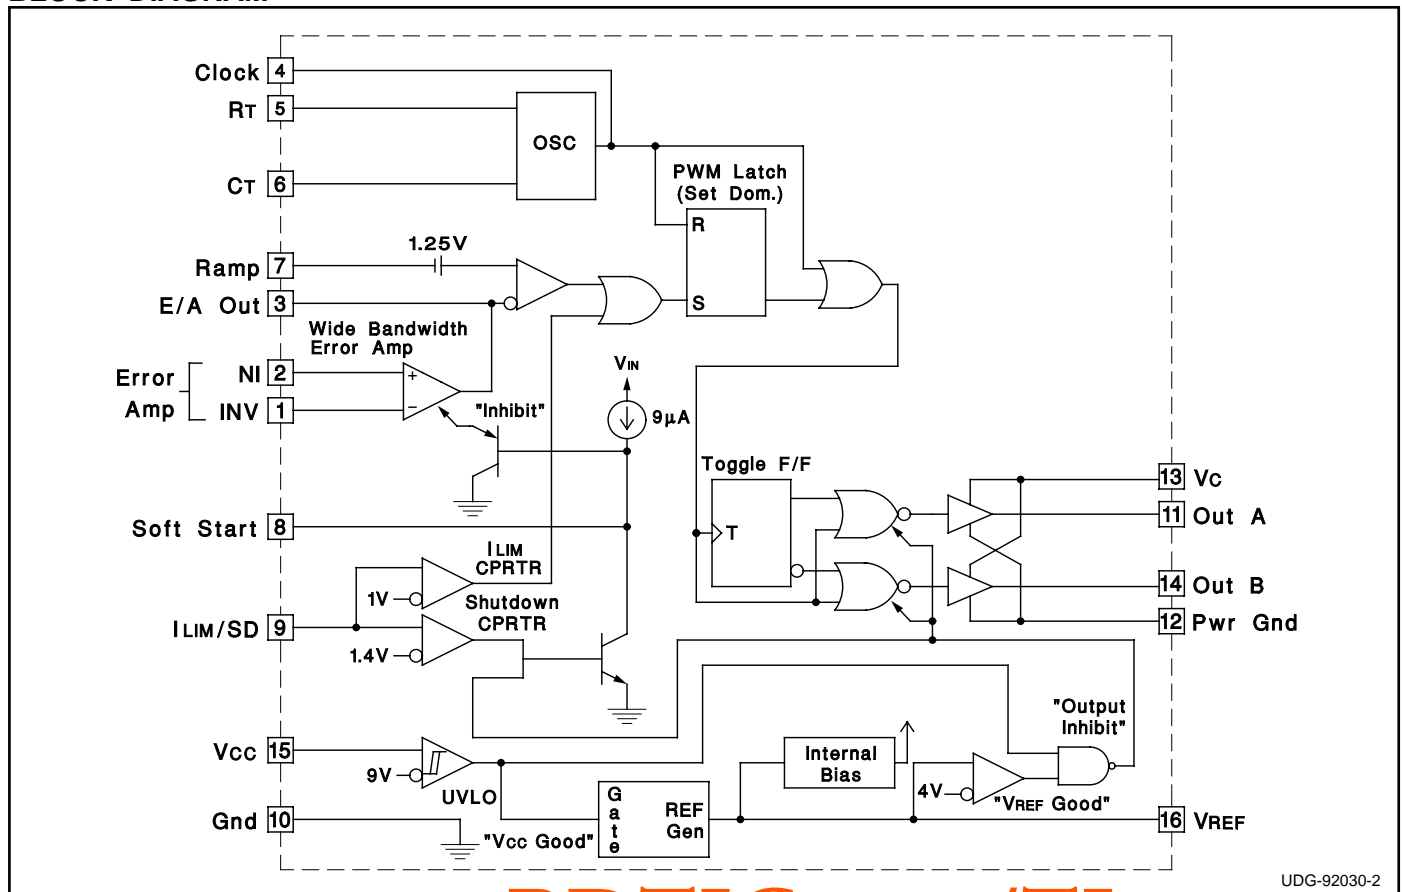 Clock 4
RT 5
OSC
CT 6
PWM Latch
(Set Dom.)
R
S
1.25V
Ramp 7
E/A Out 3
Wide Bandwidth
Error Amp
Error
Amp
NI 2
INV 1
+
−
"Inhibit"
VIN
9µA
Toggle F/F
T
13 VC
11 Out A
14 Out B
12 Pwr Gnd
Soft Start 8
ILIM
CPRTR
1V
Shutdown
CPRTR
ILIM/SD 9
1.4V
"Output
Inhibit"
VCC 15
9V
UVLO
Internal
Bias
4V
"VREF Good"
Gnd 10
"VCC Good"
Gate
REF
Gen
16 VREF
UDG-92030-2